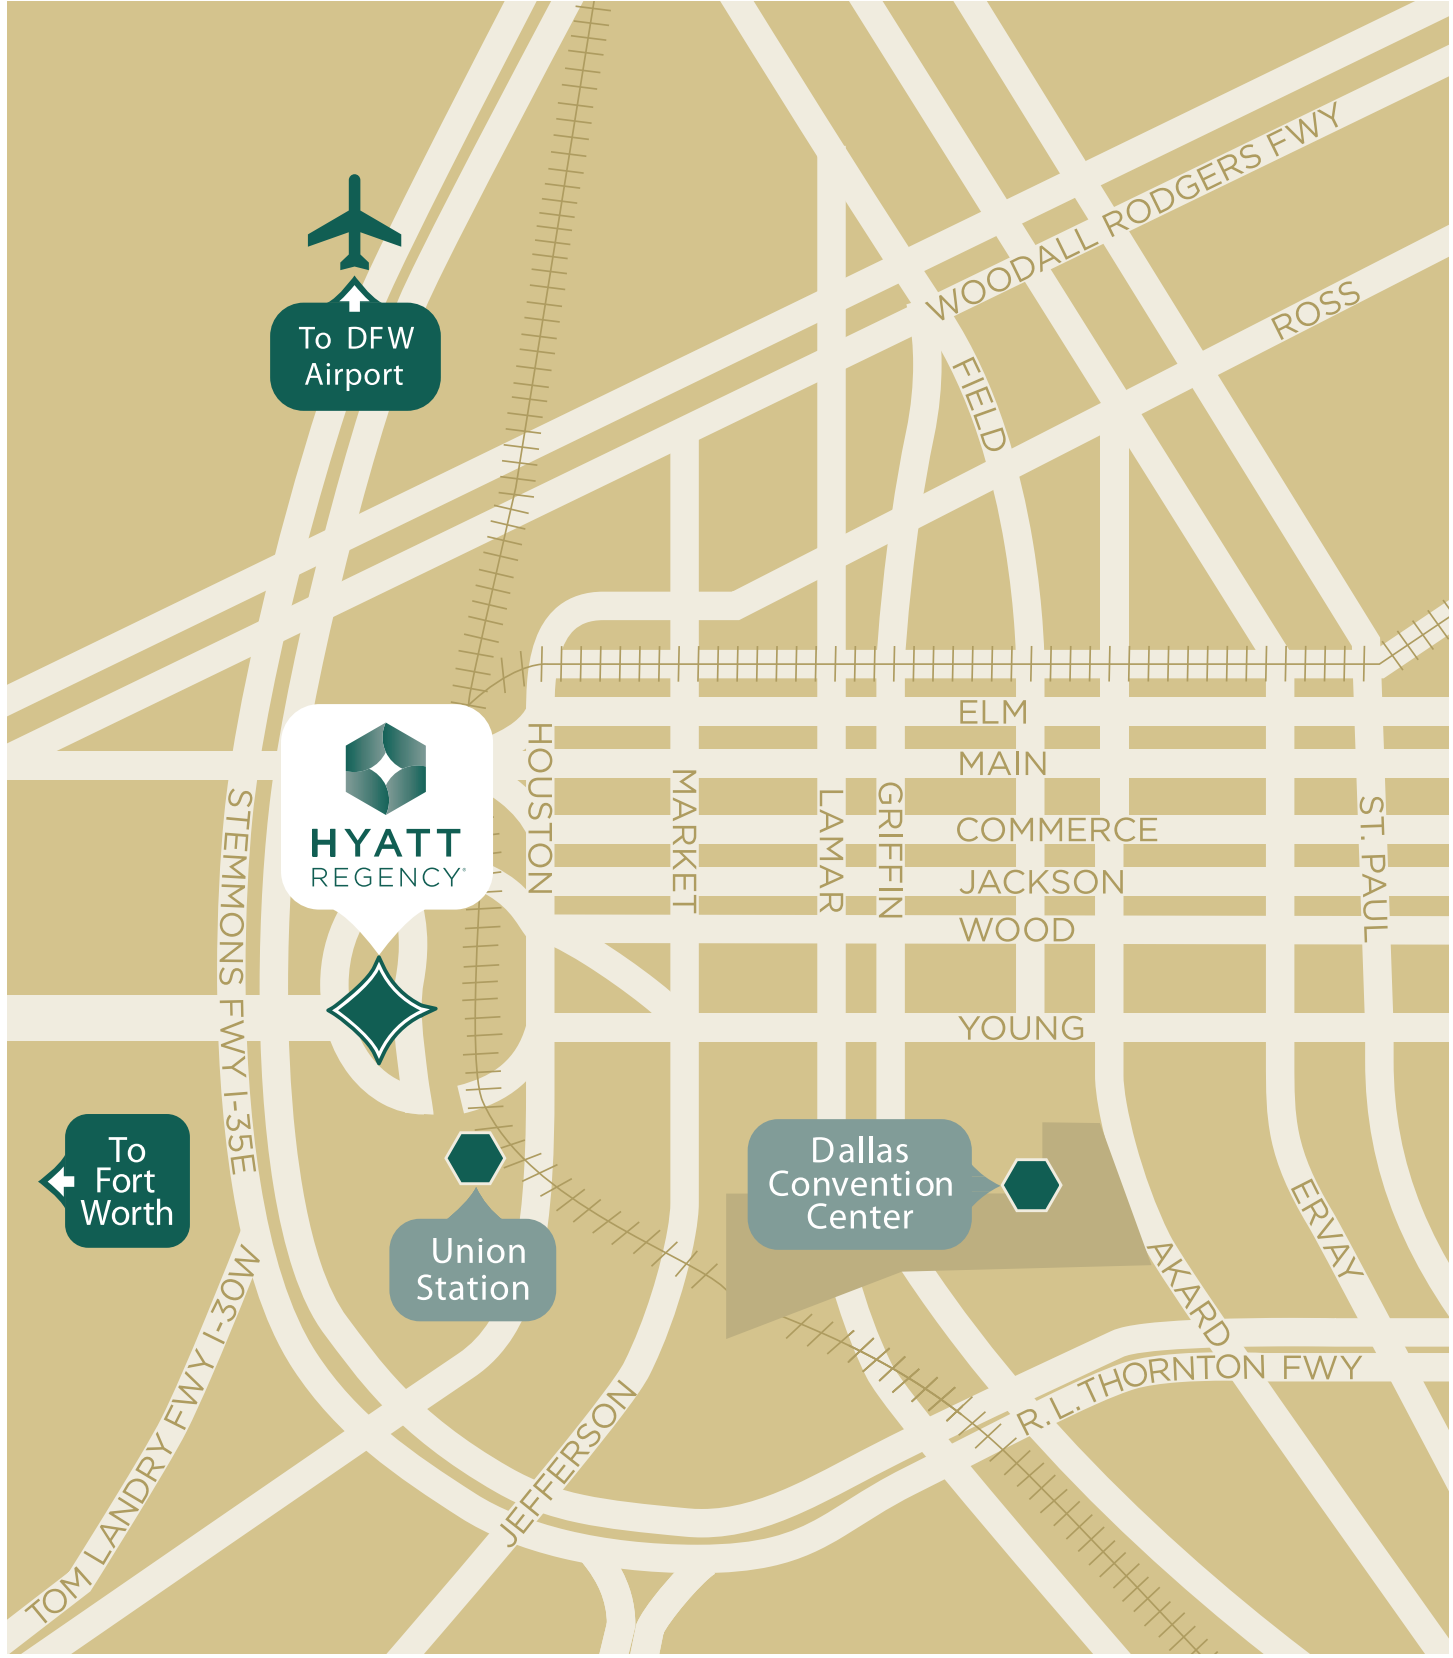 WOODALL RODGERS FWY
ROSS
To DFW
Airport
FIELD
ELM
MAIN
HOUSTON
MARKET
LAMAR
GRIFFIN
COMMERCE
JACKSON
WOOD
ST. PAUL
HYATT
REGENCY®
STEMMONS FWY I-35E
YOUNG
To
Fort
Worth
Dallas
Convention
Center
Union
Station
ERVAY
AKARD
TOM LANDRY FWY I-30W
R.L.THORNTON FWY
JEFFERSON